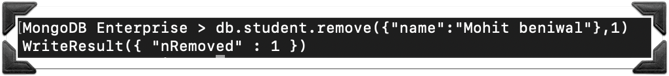 MongoDB Enterprise > db.student.remove({"name":"Mohit beniwal"},1)
WriteResult({ "nRemoved" : 1 })